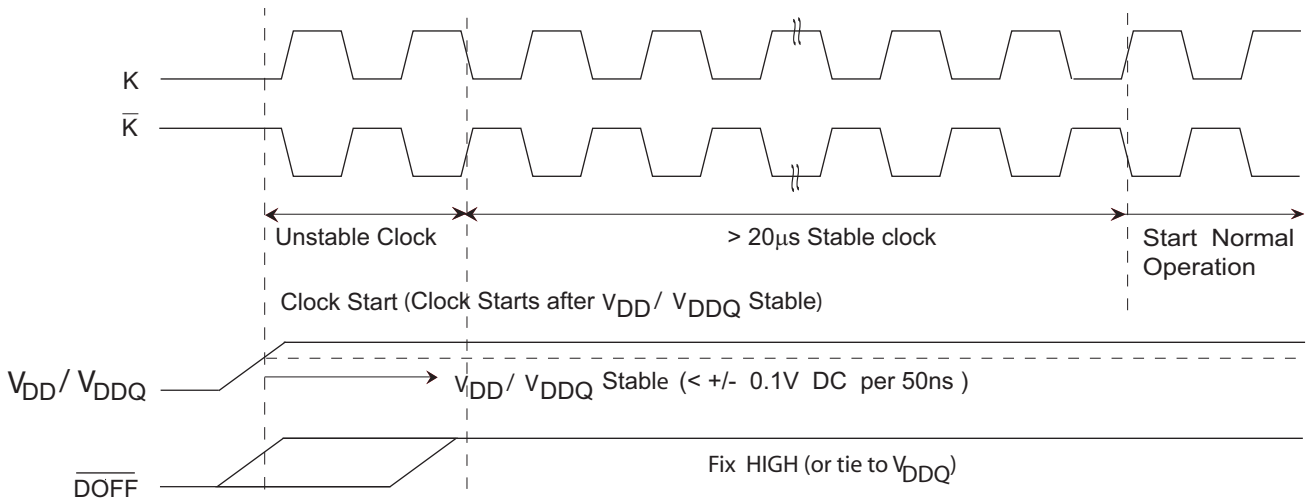 K
K̅
Unstable Clock
> 20μs Stable clock
Start Normal
Operation
Clock Start (Clock Starts after VDD / VDDQ Stable)
VDD / VDDQ
VDD / VDDQ Stable (< +/- 0.1V DC per 50ns )
D̅O̅F̅F̅
Fix HIGH (or tie to VDDQ)